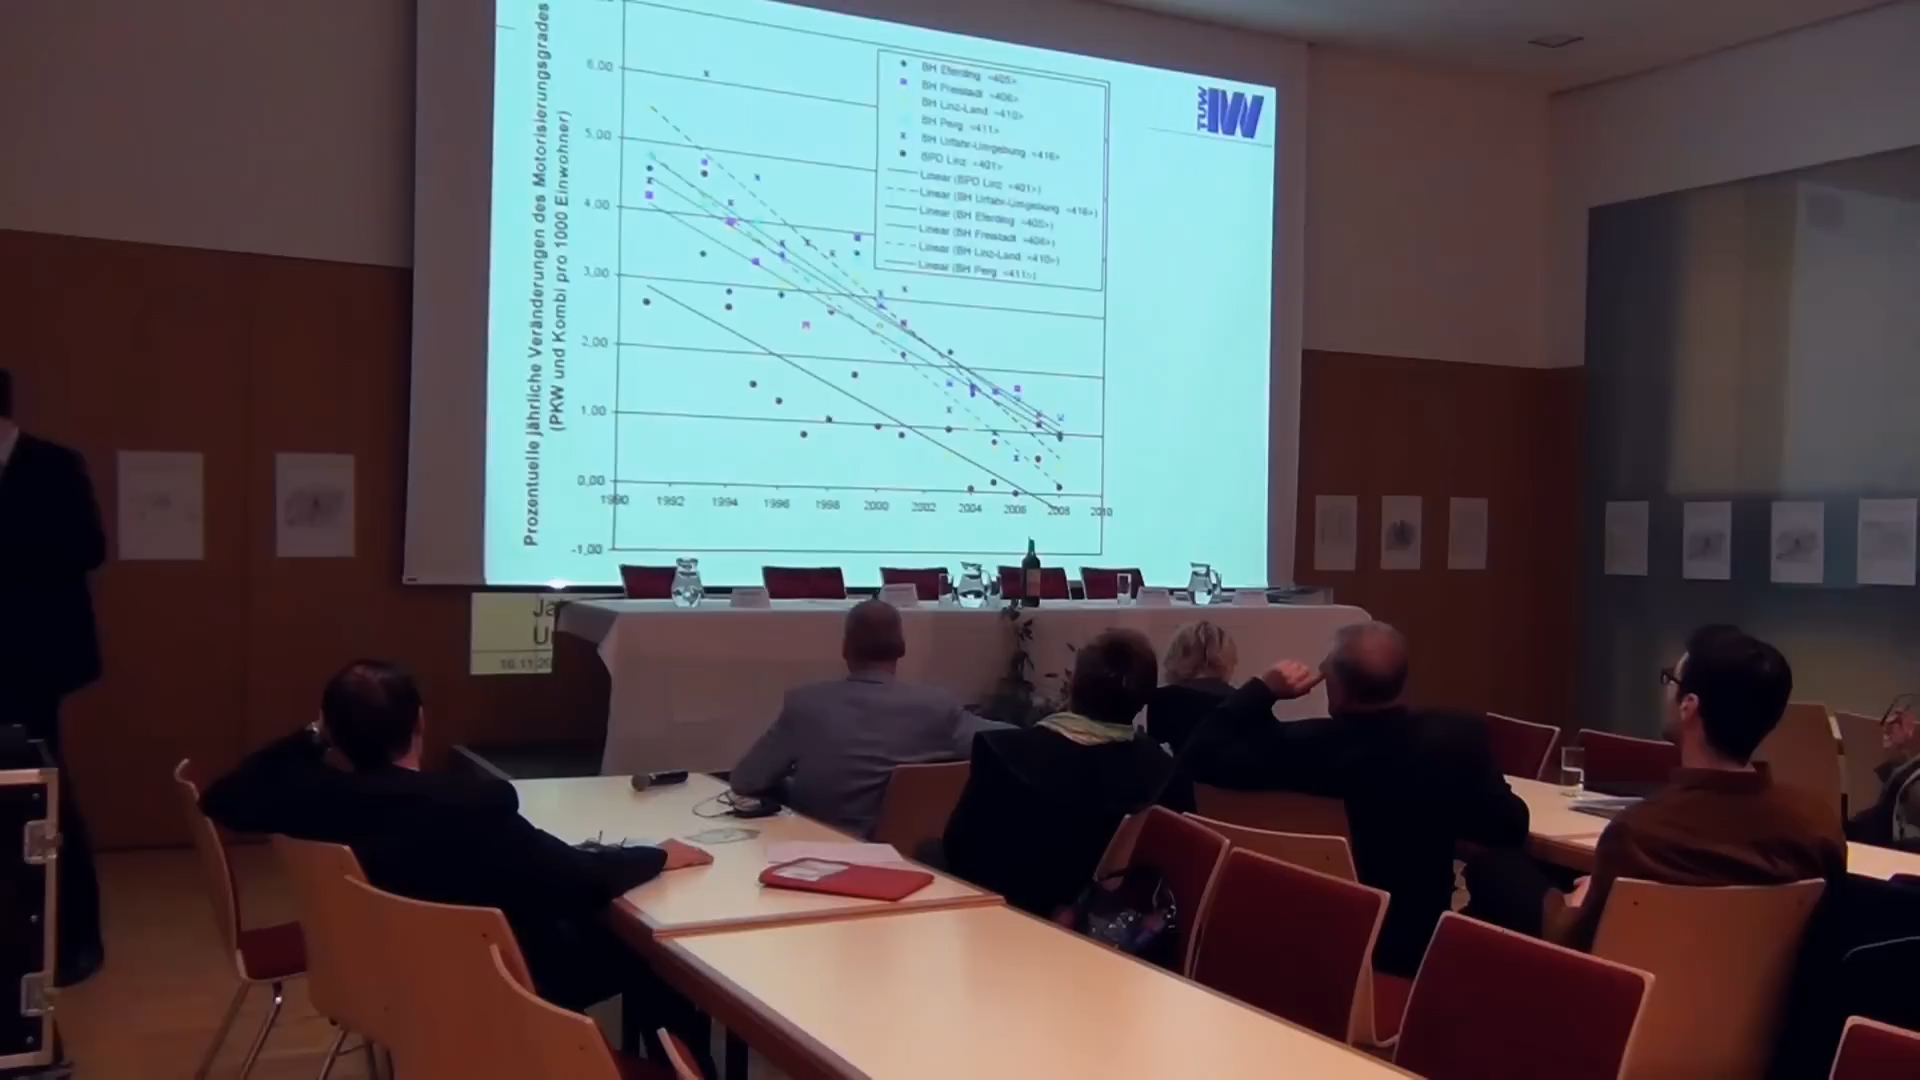 Prozentuelle jährliche Veränderungen des Motorisierungsgrades
(PKW und Kombi pro 1000 Einwohner)
6,00
5,00
4,00
3,00
2,00
1,00
0,00
-1,00
1990 1992 1994 1996 1998 2000 2002 2004 2006 2008 2010
BH Eferding <405>
BH Freistadt <406>
BH Linz-Land <410>
BH Perg <411>
BH Urfahr-Umgebung <416>
BPD Linz <401>
Linear (BPD Linz <401>)
Linear (BH Urfahr-Umgebung <416>)
Linear (BH Eferding <405>)
Linear (BH Freistadt <406>)
Linear (BH Linz-Land <410>)
Linear (BH Perg <411>)
TUW IVV
Ja
U
16.11.20